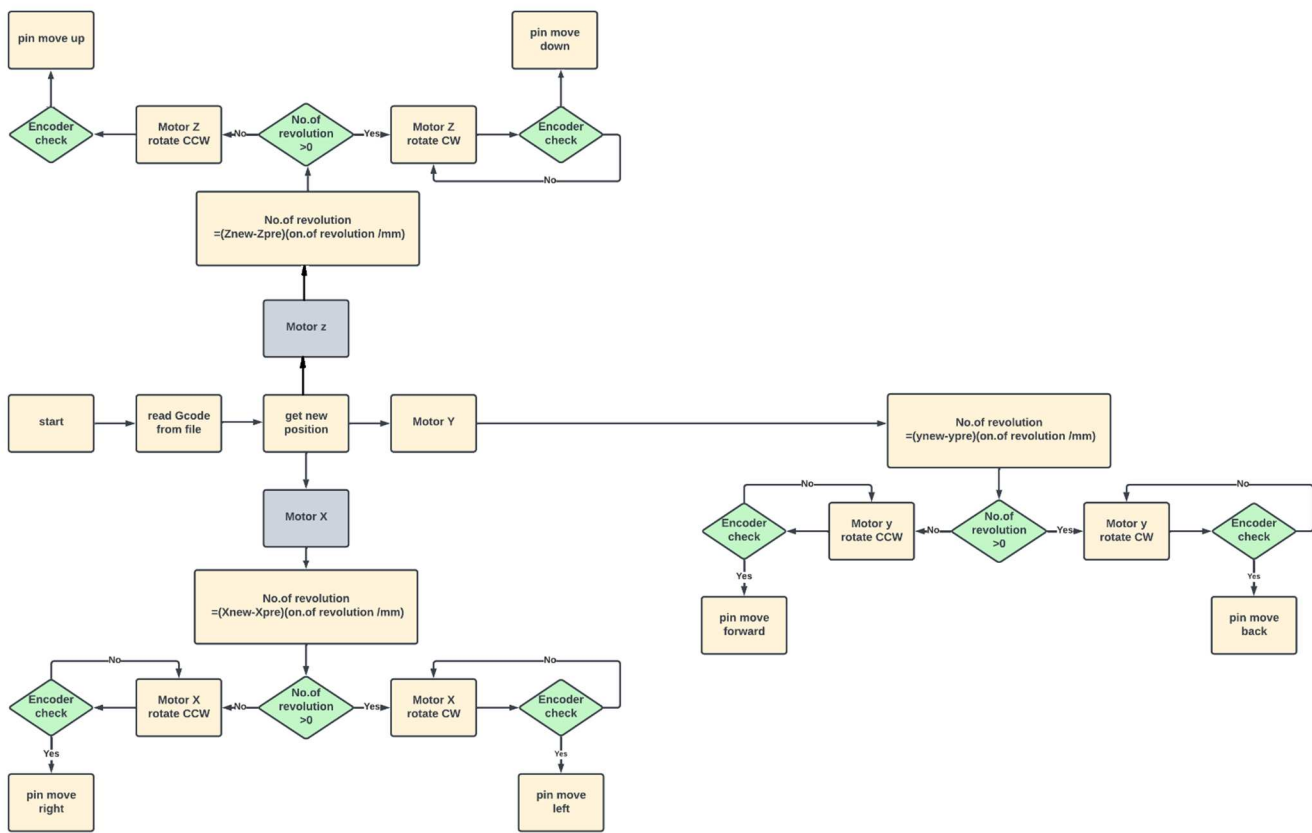 pin move up
pin move
down
Encoder
check
Motor Z
rotate CCW
No
No.of
revolution
>0
Yes
Motor Z
rotate CW
Encoder
check
No
No.of revolution
=(Znew-Zpre)(on.of revolution /mm)
Motor z
start
read Gcode
from file
get new
position
Motor Y
No.of revolution
=(ynew-ypre)(on.of revolution /mm)
No
No
Encoder
check
Motor y
rotate CCW
No
No.of
revolution
>0
Yes
Motor y
rotate CW
Encoder
check
Yes
Yes
pin move
forward
pin move
back
Motor X
No.of revolution
=(Xnew-Xpre)(on.of revolution /mm)
No
No
Encoder
check
Motor X
rotate CCW
No
No.of
revolution
>0
Yes
Motor X
rotate CW
Encoder
check
Yes
Yes
pin move
right
pin move
left